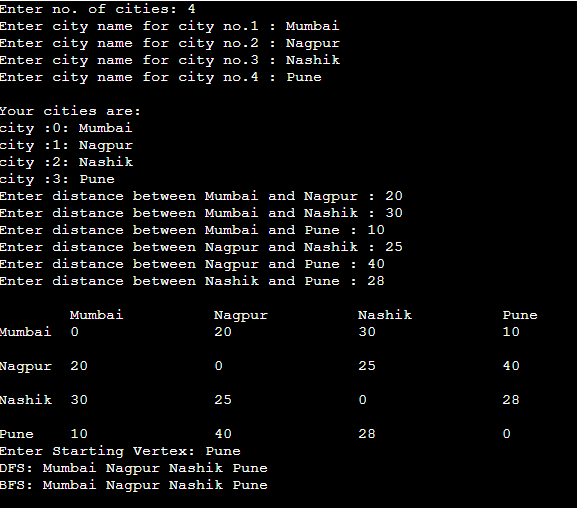 Enter no. of cities: 4
Enter city name for city no.1 : Mumbai
Enter city name for city no.2 : Nagpur
Enter city name for city no.3 : Nashik
Enter city name for city no.4 : Pune
Your cities are:
city :0: Mumbai
city :1: Nagpur
city :2: Nashik
city :3: Pune
Enter distance between Mumbai and Nagpur : 20
Enter distance between Mumbai and Nashik : 30
Enter distance between Mumbai and Pune : 10
Enter distance between Nagpur and Nashik : 25
Enter distance between Nagpur and Pune : 40
Enter distance between Nashik and Pune : 28
Mumbai Nagpur Nashik Pune
Mumbai 0 20 30 10
Nagpur 20 0 25 40
Nashik 30 25 0 28
Pune 10 40 28 0
Enter Starting Vertex: Pune
DFS: Mumbai Nagpur Nashik Pune
BFS: Mumbai Nagpur Nashik Pune